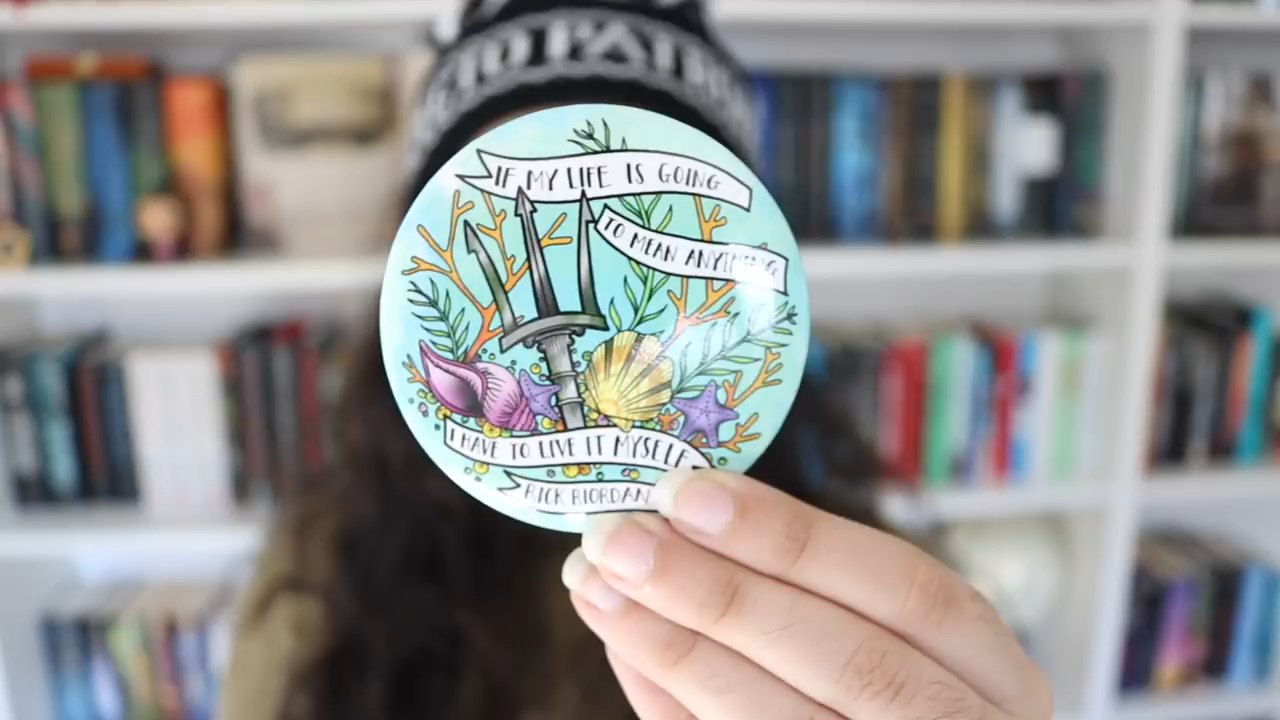 IF MY LIFE IS GOING
TO MEAN ANYTHING
I HAVE TO LIVE IT MYSELF
RICK RIORDAN